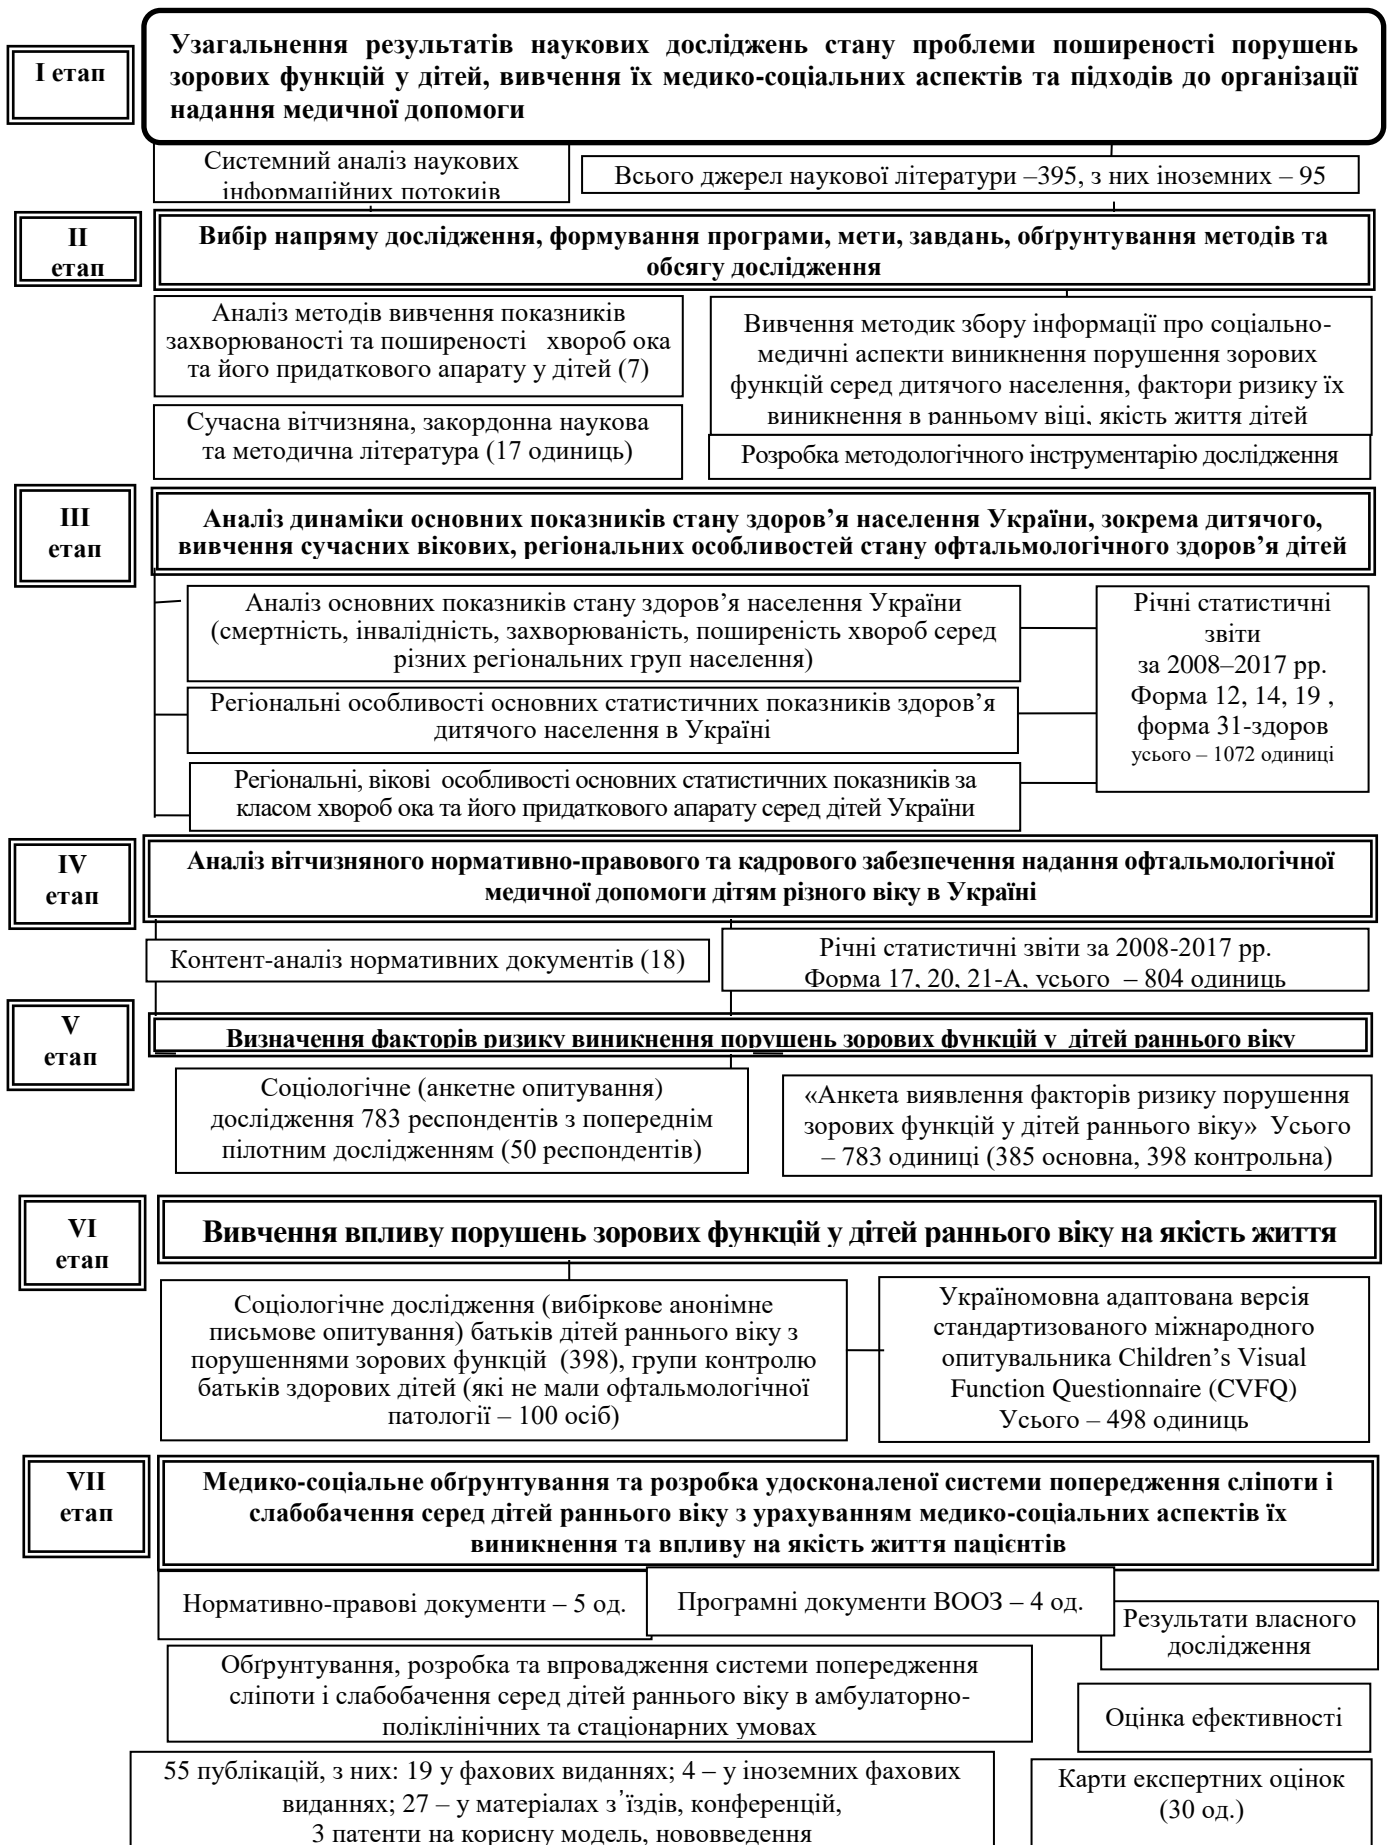 І етап
Узагальнення результатів наукових досліджень стану проблеми поширеності порушень
зорових функцій у дітей, вивчення їх медико-соціальних аспектів та підходів до організації
надання медичної допомоги
Системний аналіз наукових
інформаційних потоків
Всього джерел наукової літератури –395, з них іноземних – 95
ІІ
етап
Вибір напряму дослідження, формування програми, мети, завдань, обґрунтування методів та
обсягу дослідження
Аналіз методів вивчення показників
захворюваності та поширеності хвороб ока
та його придаткового апарату у дітей (7)
Вивчення методик збору інформації про соціально-
медичні аспекти виникнення порушення зорових
функцій серед дитячого населення, фактори ризику їх
виникнення в ранньому віці, якість життя дітей
Сучасна вітчизняна, закордонна наукова
та методична література (17 одиниць)
Розробка методологічного інструментарію дослідження
ІІІ
етап
Аналіз динаміки основних показників стану здоров’я населення України, зокрема дитячого,
вивчення сучасних вікових, регіональних особливостей стану офтальмологічного здоров’я дітей
Аналіз основних показників стану здоров’я населення України
(смертність, інвалідність, захворюваність, поширеність хвороб серед
різних регіональних груп населення)
Регіональні особливості основних статистичних показників здоров’я
дитячого населення в Україні
Регіональні, вікові особливості основних статистичних показників за
класом хвороб ока та його придаткового апарату серед дітей України
Річні статистичні
звіти
за 2008–2017 рр.
Форма 12, 14, 19 ,
форма 31-здоров
усього – 1072 одиниці
IV
етап
Аналіз вітчизняного нормативно-правового та кадрового забезпечення надання офтальмологічної
медичної допомоги дітям різного віку в Україні
Контент-аналіз нормативних документів (18)
Річні статистичні звіти за 2008-2017 рр.
Форма 17, 20, 21-А, усього – 804 одиниць
V
етап
Визначення факторів ризику виникнення порушень зорових функцій у дітей раннього віку
Соціологічне (анкетне опитування)
дослідження 783 респондентів з попереднім
пілотним дослідженням (50 респондентів)
«Анкета виявлення факторів ризику порушення
зорових функцій у дітей раннього віку» Усього
– 783 одиниці (385 основна, 398 контрольна)
VI
етап
Вивчення впливу порушень зорових функцій у дітей раннього віку на якість життя
Соціологічне дослідження (вибіркове анонімне
письмове опитування) батьків дітей раннього віку з
порушеннями зорових функцій (398), групи контролю
батьків здорових дітей (які не мали офтальмологічної
патології – 100 осіб)
Україномовна адаптована версія
стандартизованого міжнародного
опитувальника Children’s Visual
Function Questionnaire (CVFQ)
Усього – 498 одиниць
VII
етап
Медико-соціальне обґрунтування та розробка удосконаленої системи попередження сліпоти і
слабобачення серед дітей раннього віку з урахуванням медико-соціальних аспектів їх
виникнення та впливу на якість життя пацієнтів
Нормативно-правові документи – 5 од.
Програмні документи ВООЗ – 4 од.
Результати власного
дослідження
Обґрунтування, розробка та впровадження системи попередження
сліпоти і слабобачення серед дітей раннього віку в амбулаторно-
поліклінічних та стаціонарних умовах
Оцінка ефективності
55 публікацій, з них: 19 у фахових виданнях; 4 – у іноземних фахових
виданнях; 27 – у матеріалах з’їздів, конференцій,
3 патенти на корисну модель, нововведення
Карти експертних оцінок
(30 од.)